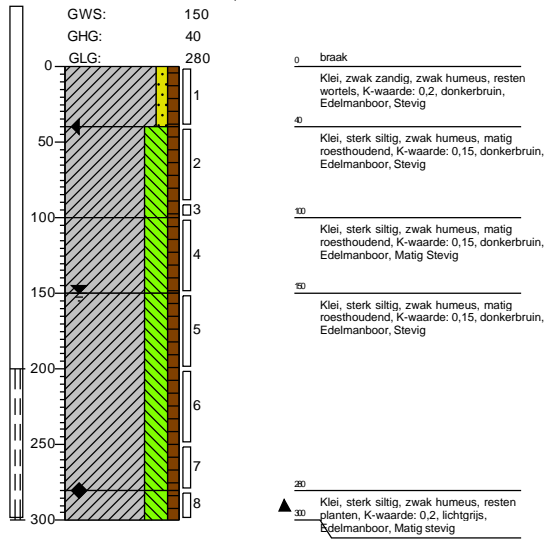 GWS: 150
GHG: 40
GLG: 280
0
50
100
150
200
250
300
1
2
3
4
5
6
7
8
0 braak
Klei, zwak zandig, zwak humeus, resten
wortels, K-waarde: 0,2, donkerbruin,
Edelmanboor, Stevig
40
Klei, sterk siltig, zwak humeus, matig
roesthoudend, K-waarde: 0,15, donkerbruin,
Edelmanboor, Stevig
100
Klei, sterk siltig, zwak humeus, matig
roesthoudend, K-waarde: 0,15, donkerbruin,
Edelmanboor, Matig Stevig
150
Klei, sterk siltig, zwak humeus, matig
roesthoudend, K-waarde: 0,15, donkerbruin,
Edelmanboor, Stevig
280
Klei, sterk siltig, zwak humeus, resten
300 planten, K-waarde: 0,2, lichtgrijs,
Edelmanboor, Matig stevig